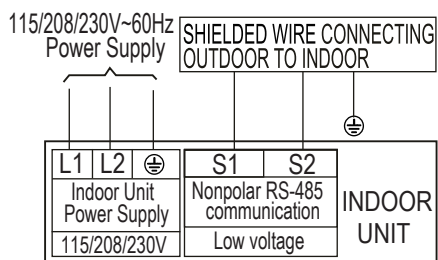 115/208/230V~60Hz
Power Supply
SHIELDED WIRE CONNECTING
OUTDOOR TO INDOOR
L1 L2 S1 S2
Indoor Unit
Power Supply
115/208/230V
Nonpolar RS-485
communication
Low voltage
INDOOR
UNIT